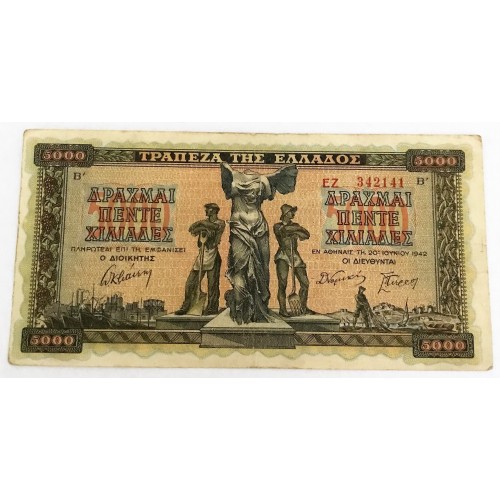 5000 ΤΡΑΠΕΖΑ ΤΗΣ ΕΛΛΑΔΟΣ 5000
Β' ΕΖ 342141 Β'
ΔΡΑΧΜΑΙ
ΠΕΝΤΕ
ΧΙΛΙΑΔΕΣ
ΠΛΗΡΩΤΕΑΙ ΕΠΙ ΤΗ ΕΜΦΑΝΙΣΕΙ
Ο ΔΙΟΙΚΗΤΗΣ
ΔΡΑΧΜΑΙ
ΠΕΝΤΕ
ΧΙΛΙΑΔΕΣ
ΕΝ ΑΘΗΝΑΙΣ ΤΗ 20ῌ ΙΟΥΝΙΟΥ 1942
ΟΙ ΔΙΕΥΘΥΝΤΑΙ
5000 5000